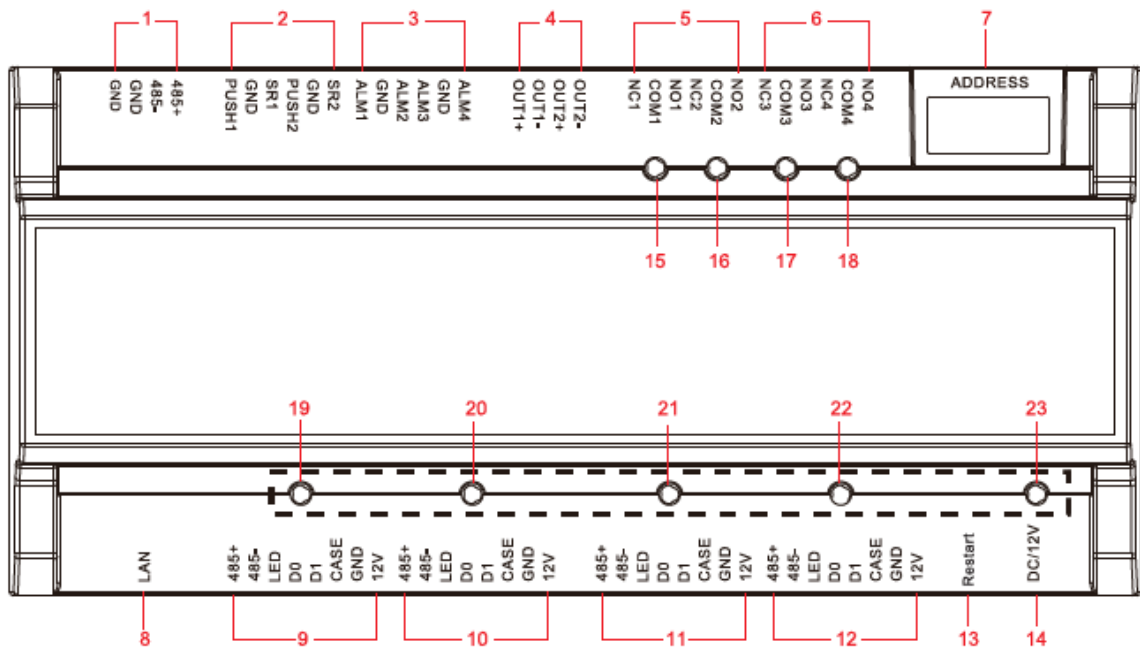 1
2
3
4
5
6
7
GND
GND
485-
485+
PUSH1
GND
SR1
PUSH2
GND
SR2
ALM1
GND
ALM2
ALM3
GND
ALM4
OUT1+
OUT1-
OUT2+
OUT2-
NC1
COM1
NO1
NC2
COM2
NO2
NC3
COM3
NO3
NC4
COM4
NO4
ADDRESS
15
16
17
18
19
20
21
22
23
LAN
485+
485-
LED
D0
D1
CASE
GND
12V
485+
485-
LED
D0
D1
CASE
GND
12V
485+
485-
LED
D0
D1
CASE
GND
12V
485+
485-
LED
D0
D1
CASE
GND
12V
Restart
DC/12V
8
9
10
11
12
13
14